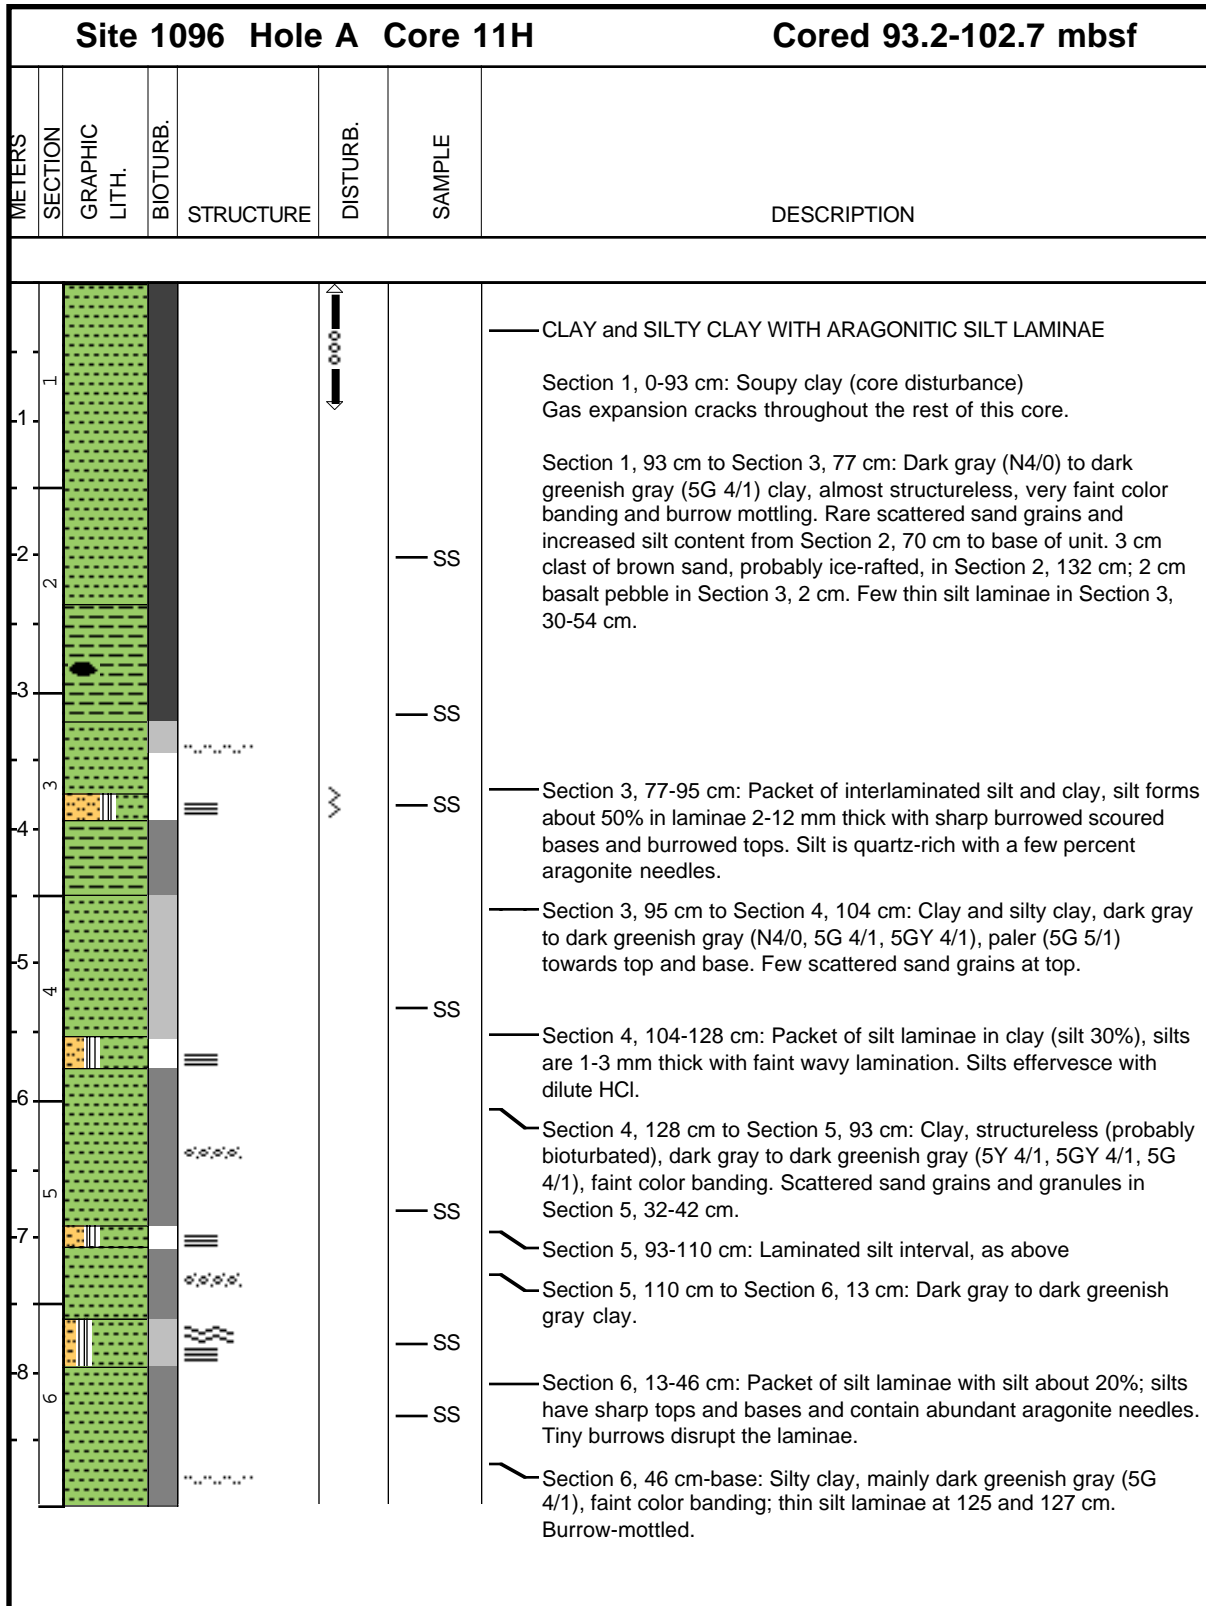 Site 1096 Hole A Core 11H Cored 93.2-102.7 mbsf
METERS SECTION GRAPHIC LITH. BIOTURB. STRUCTURE DISTURB. SAMPLE DESCRIPTION
CLAY and SILTY CLAY WITH ARAGONITIC SILT LAMINAE
1
Section 1, 0-93 cm: Soupy clay (core disturbance)
1
Gas expansion cracks throughout the rest of this core.
Section 1, 93 cm to Section 3, 77 cm: Dark gray (N4/0) to dark
greenish gray (5G 4/1) clay, almost structureless, very faint color
banding and burrow mottling. Rare scattered sand grains and
2 SS
increased silt content from Section 2, 70 cm to base of unit. 3 cm
2
clast of brown sand, probably ice-rafted, in Section 2, 132 cm; 2 cm
basalt pebble in Section 3, 2 cm. Few thin silt laminae in Section 3,
30-54 cm.
3
SS
3
Section 3, 77-95 cm: Packet of interlaminated silt and clay, silt forms
SS
about 50% in laminae 2-12 mm thick with sharp burrowed scoured
4
bases and burrowed tops. Silt is quartz-rich with a few percent
aragonite needles.
Section 3, 95 cm to Section 4, 104 cm: Clay and silty clay, dark gray
to dark greenish gray (N4/0, 5G 4/1, 5GY 4/1), paler (5G 5/1)
5
towards top and base. Few scattered sand grains at top.
4
SS
Section 4, 104-128 cm: Packet of silt laminae in clay (silt 30%), silts
are 1-3 mm thick with faint wavy lamination. Silts effervesce with
dilute HCl.
6
Section 4, 128 cm to Section 5, 93 cm: Clay, structureless (probably
bioturbated), dark gray to dark greenish gray (5Y 4/1, 5GY 4/1, 5G
4/1), faint color banding. Scattered sand grains and granules in
5
Section 5, 32-42 cm.
SS
7
Section 5, 93-110 cm: Laminated silt interval, as above
Section 5, 110 cm to Section 6, 13 cm: Dark gray to dark greenish
gray clay.
SS
8
Section 6, 13-46 cm: Packet of silt laminae with silt about 20%; silts
6
have sharp tops and bases and contain abundant aragonite needles.
SS
Tiny burrows disrupt the laminae.
Section 6, 46 cm-base: Silty clay, mainly dark greenish gray (5G
4/1), faint color banding; thin silt laminae at 125 and 127 cm.
Burrow-mottled.